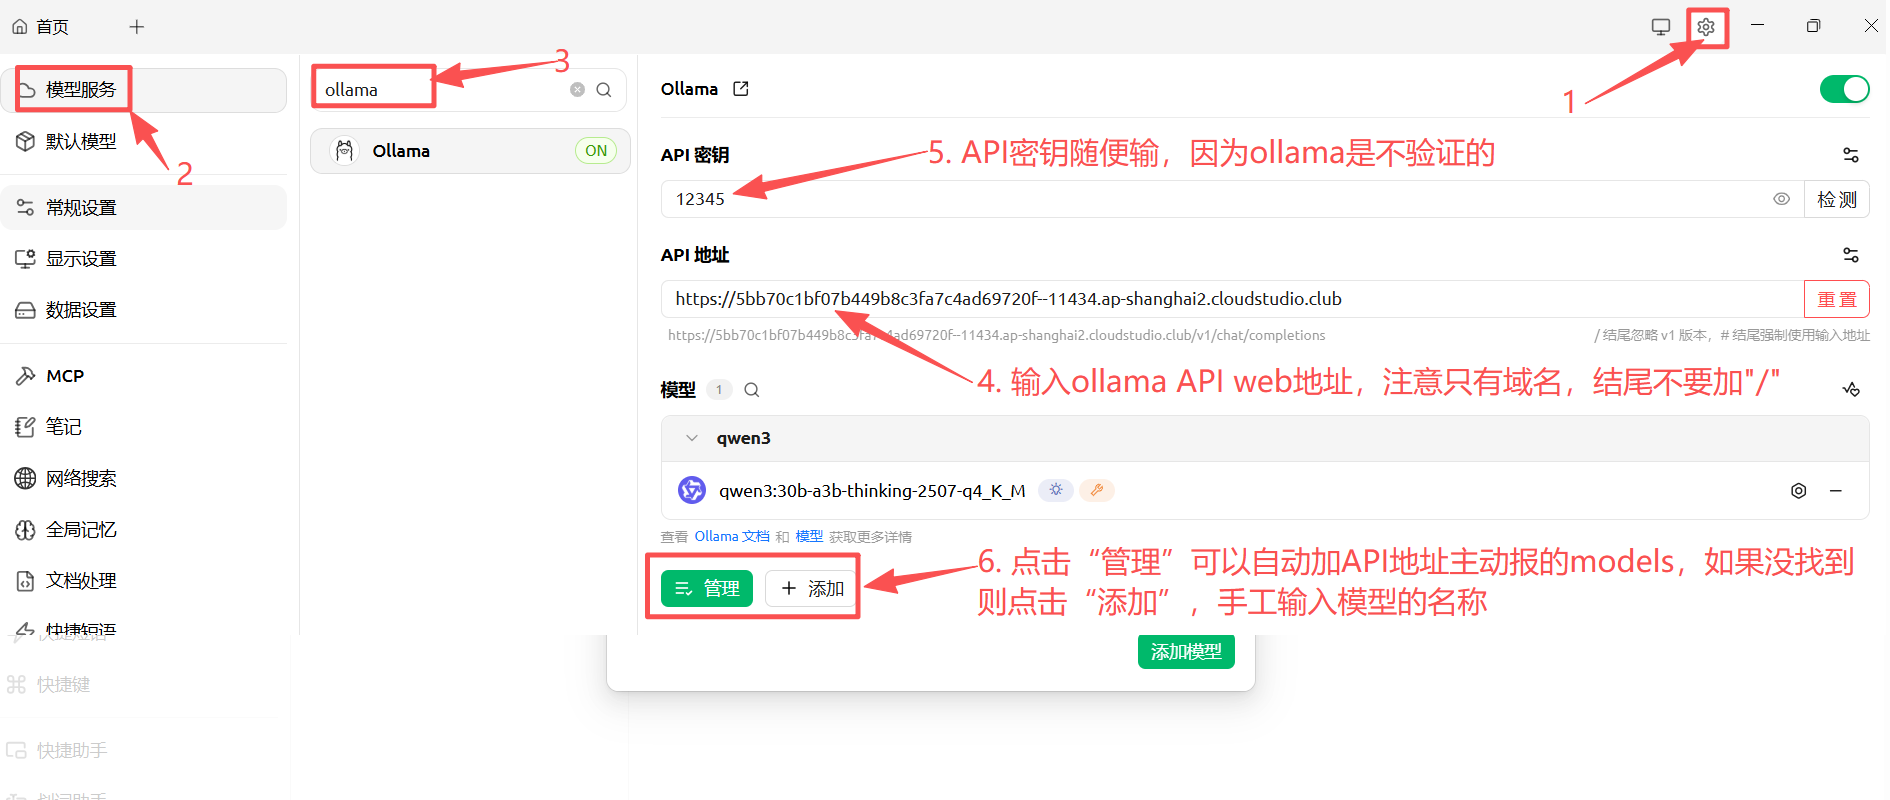 首页
1
模型服务
默认模型
2
常规设置
显示设置
数据设置
MCP
笔记
网络搜索
全局记忆
文档处理
快捷短语
快捷键
快捷助手
划词助手
ollama
3
Ollama
ON
Ollama
API 密钥
5. API密钥随便输，因为ollama是不验证的
12345
检测
API 地址
https://5bb70c1bf07b449b8c3fa7c4ad69720f--11434.ap-shanghai2.cloudstudio.club
重置
https://5bb70c1bf07b449b8c3fa7c4ad69720f--11434.ap-shanghai2.cloudstudio.club/v1/chat/completions
/ 结尾忽略 v1 版本，# 结尾强制使用输入地址
4. 输入ollama API web地址，注意只有域名，结尾不要加"/"
模型 1
qwen3
qwen3:30b-a3b-thinking-2507-q4_K_M
查看 Ollama 文档 和 模型 获取更多详情
6. 点击“管理”可以自动加API地址主动报的models，如果没找到
则点击“添加”，手工输入模型的名称
管理
添加
添加模型